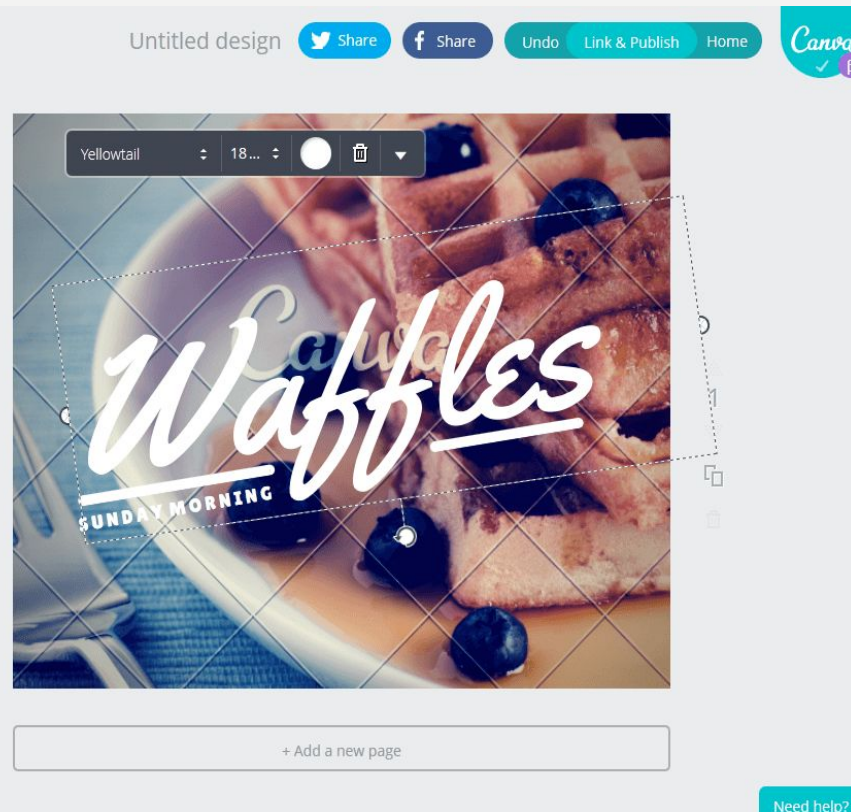 Untitled design
Share
Share
Undo
Link & Publish
Home
Canva
Yellowtail
18...
Canva
Waffles
SUNDAY MORNING
1
+ Add a new page
Need help?